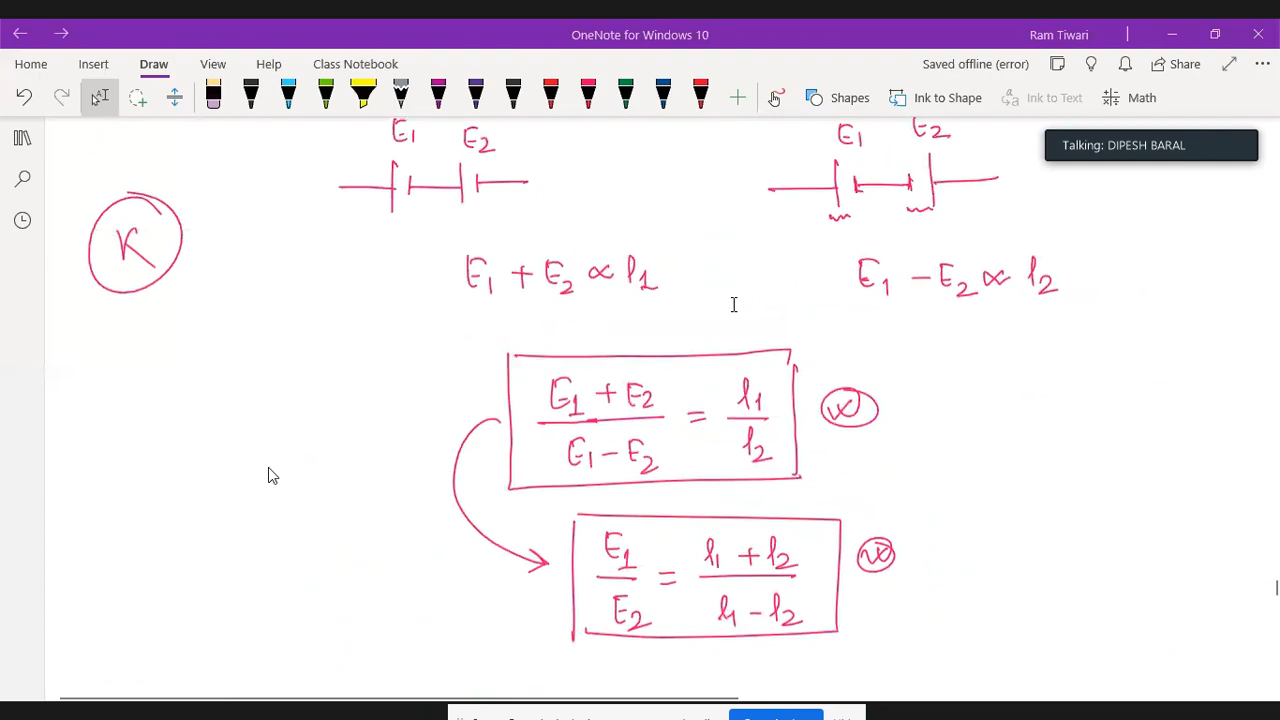 OneNote for Windows 10
Ram Tiwari
Home Insert Draw View Help Class Notebook
Saved offline (error)
Share
Shapes
Ink to Shape
Ink to Text
Math
Talking: DIPESH BARAL
E₁ E₂
E₁ E₂
K
E₁ + E₂ ∝ l₁
E₁ − E₂ ∝ l₂
E₁ + E₂ / E₁ − E₂ = l₁ / l₂
E₁ / E₂ = l₁ + l₂ / l₁ − l₂